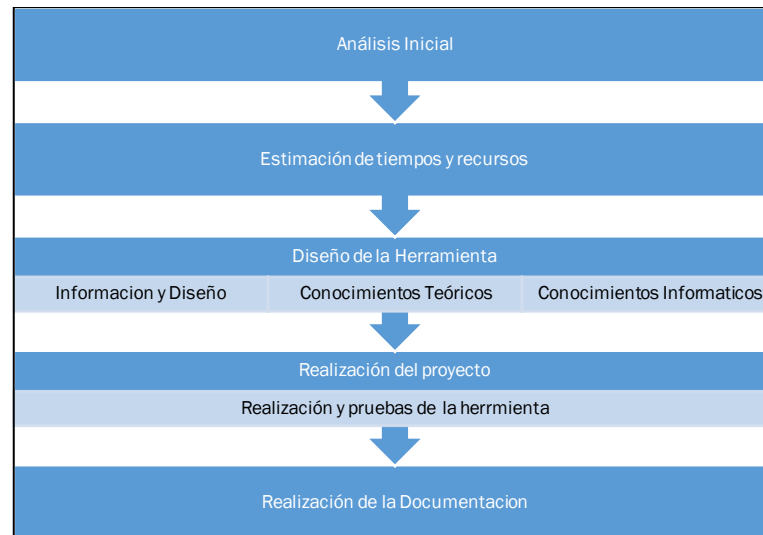 Análisis Inicial
Estimación de tiempos y recursos
Diseño de la Herramienta
Informacion y Diseño Conocimientos Teóricos Conocimientos Informaticos
Realización del proyecto
Realización y pruebas de la herrmienta
Realización de la Documentacion